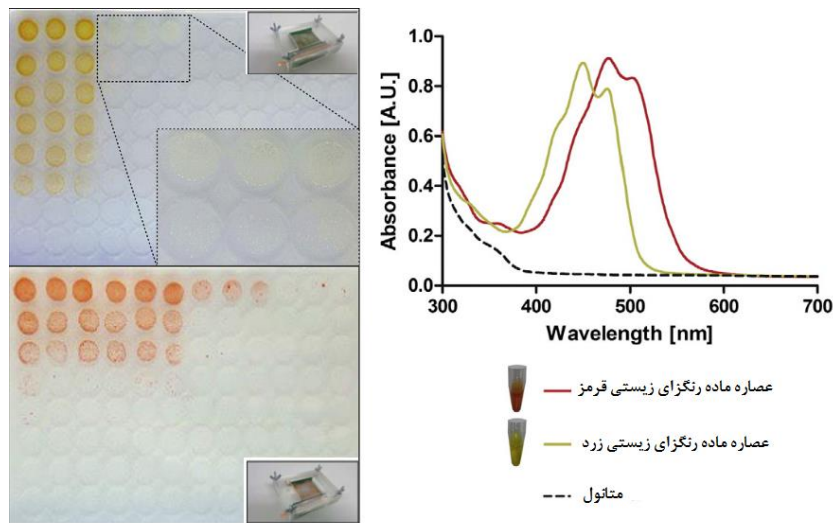 Absorbance [A.U.]
1.0
0.8
0.6
0.4
0.2
0.0
300 400 500 600 700
Wavelength [nm]
عصاره ماده رنگزای زیستی قرمز
عصاره ماده رنگزای زیستی زرد
متانول